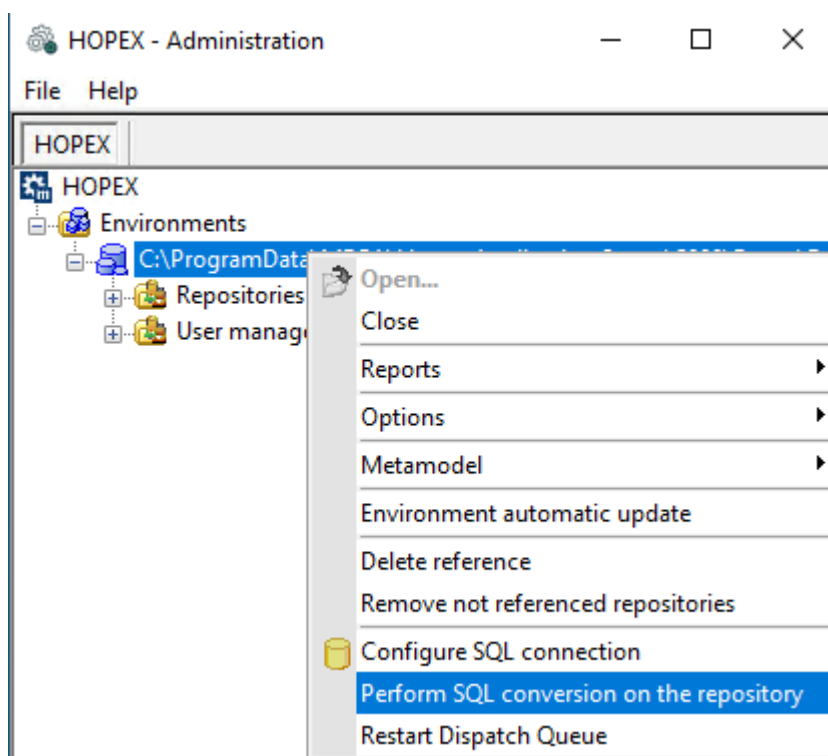 HOPEX - Administration
File Help
HOPEX
HOPEX
Environments
C:\ProgramData
Repositories
User manag
Open...
Close
Reports
Options
Metamodel
Environment automatic update
Delete reference
Remove not referenced repositories
Configure SQL connection
Perform SQL conversion on the repository
Restart Dispatch Queue